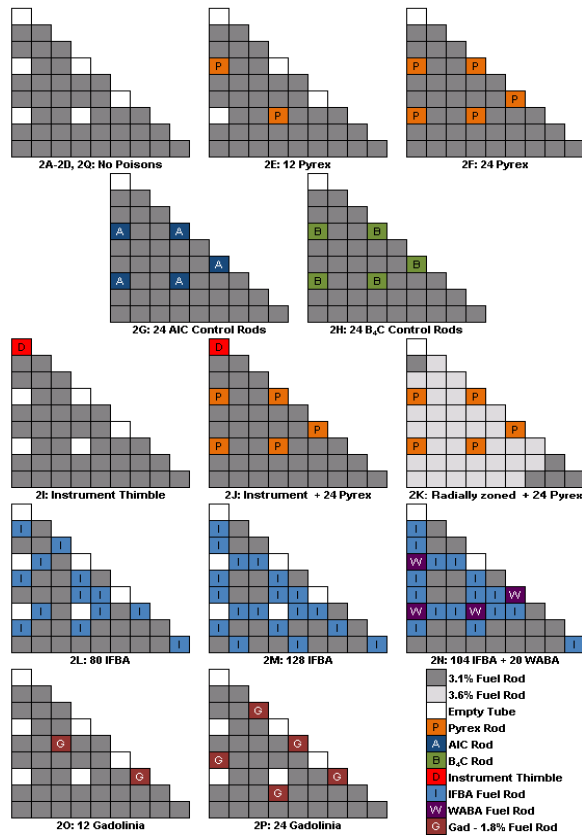 P
P
P P
P
P P
2A-2D, 2Q: No Poisons
2E: 12 Pyrex
2F: 24 Pyrex
A A
A
A A
B B
B
B B
2G: 24 AIC Control Rods
2H: 24 B₄C Control Rods
D
D
P P
P
P P
P P
P
P P
2I: Instrument Thimble
2J: Instrument + 24 Pyrex
2K: Radially zoned + 24 Pyrex
I
I
I
I I
I I
I I I
I I
I
I
I
I I
I I
I I I
I I I I
I I I
I
I
I
W I I
I I
I I I W
W I I W I I
I I
I
2L: 80 IFBA
2M: 128 IFBA
2N: 104 IFBA + 20 WABA
G
G
G
G
G
G
G
2O: 12 Gadolinia
2P: 24 Gadolinia
3.1% Fuel Rod
3.6% Fuel Rod
Empty Tube
P Pyrex Rod
A AIC Rod
B B₄C Rod
D Instrument Thimble
I IFBA Fuel Rod
W WABA Fuel Rod
G Gad - 1.8% Fuel Rod